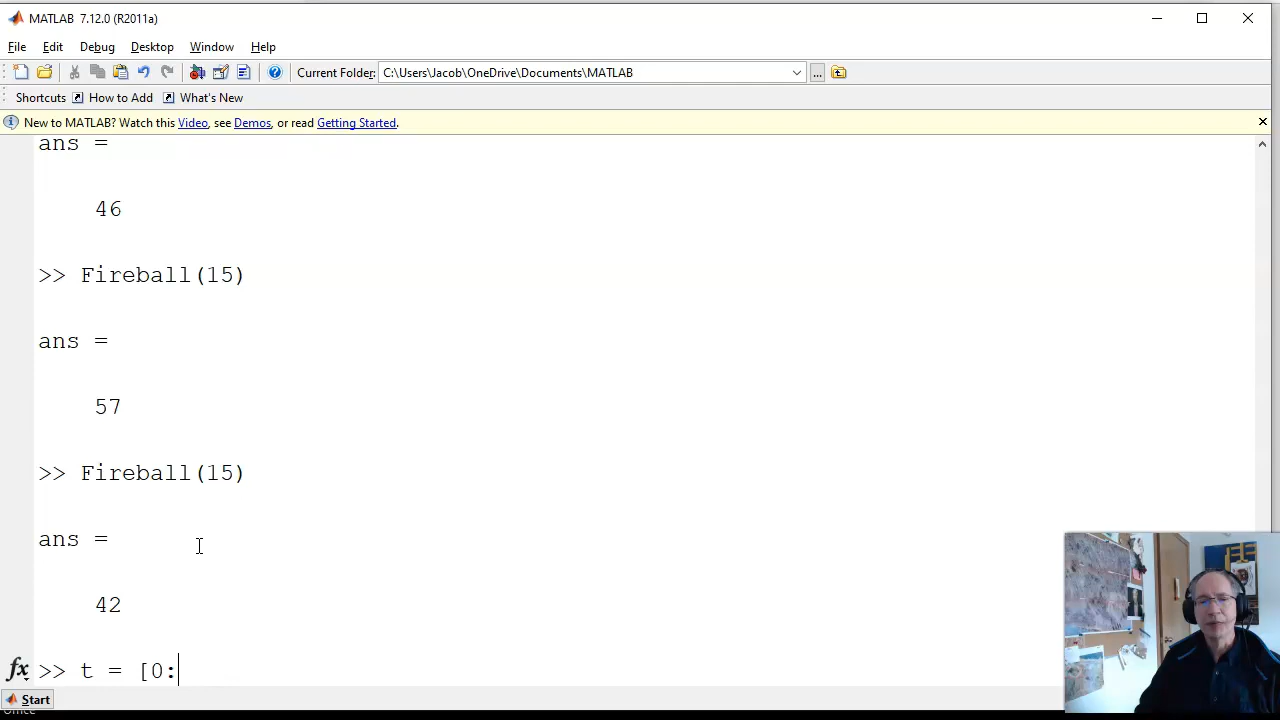 MATLAB 7.12.0 (R2011a)
File Edit Debug Desktop Window Help
Current Folder: C:\Users\Jacob\OneDrive\Documents\MATLAB ...
Shortcuts How to Add What's New
New to MATLAB? Watch this Video, see Demos, or read Getting Started.
ans =
46
>> Fireball(15)
ans =
57
>> Fireball(15)
ans =
42
fx >> t = [0:
Start
Office